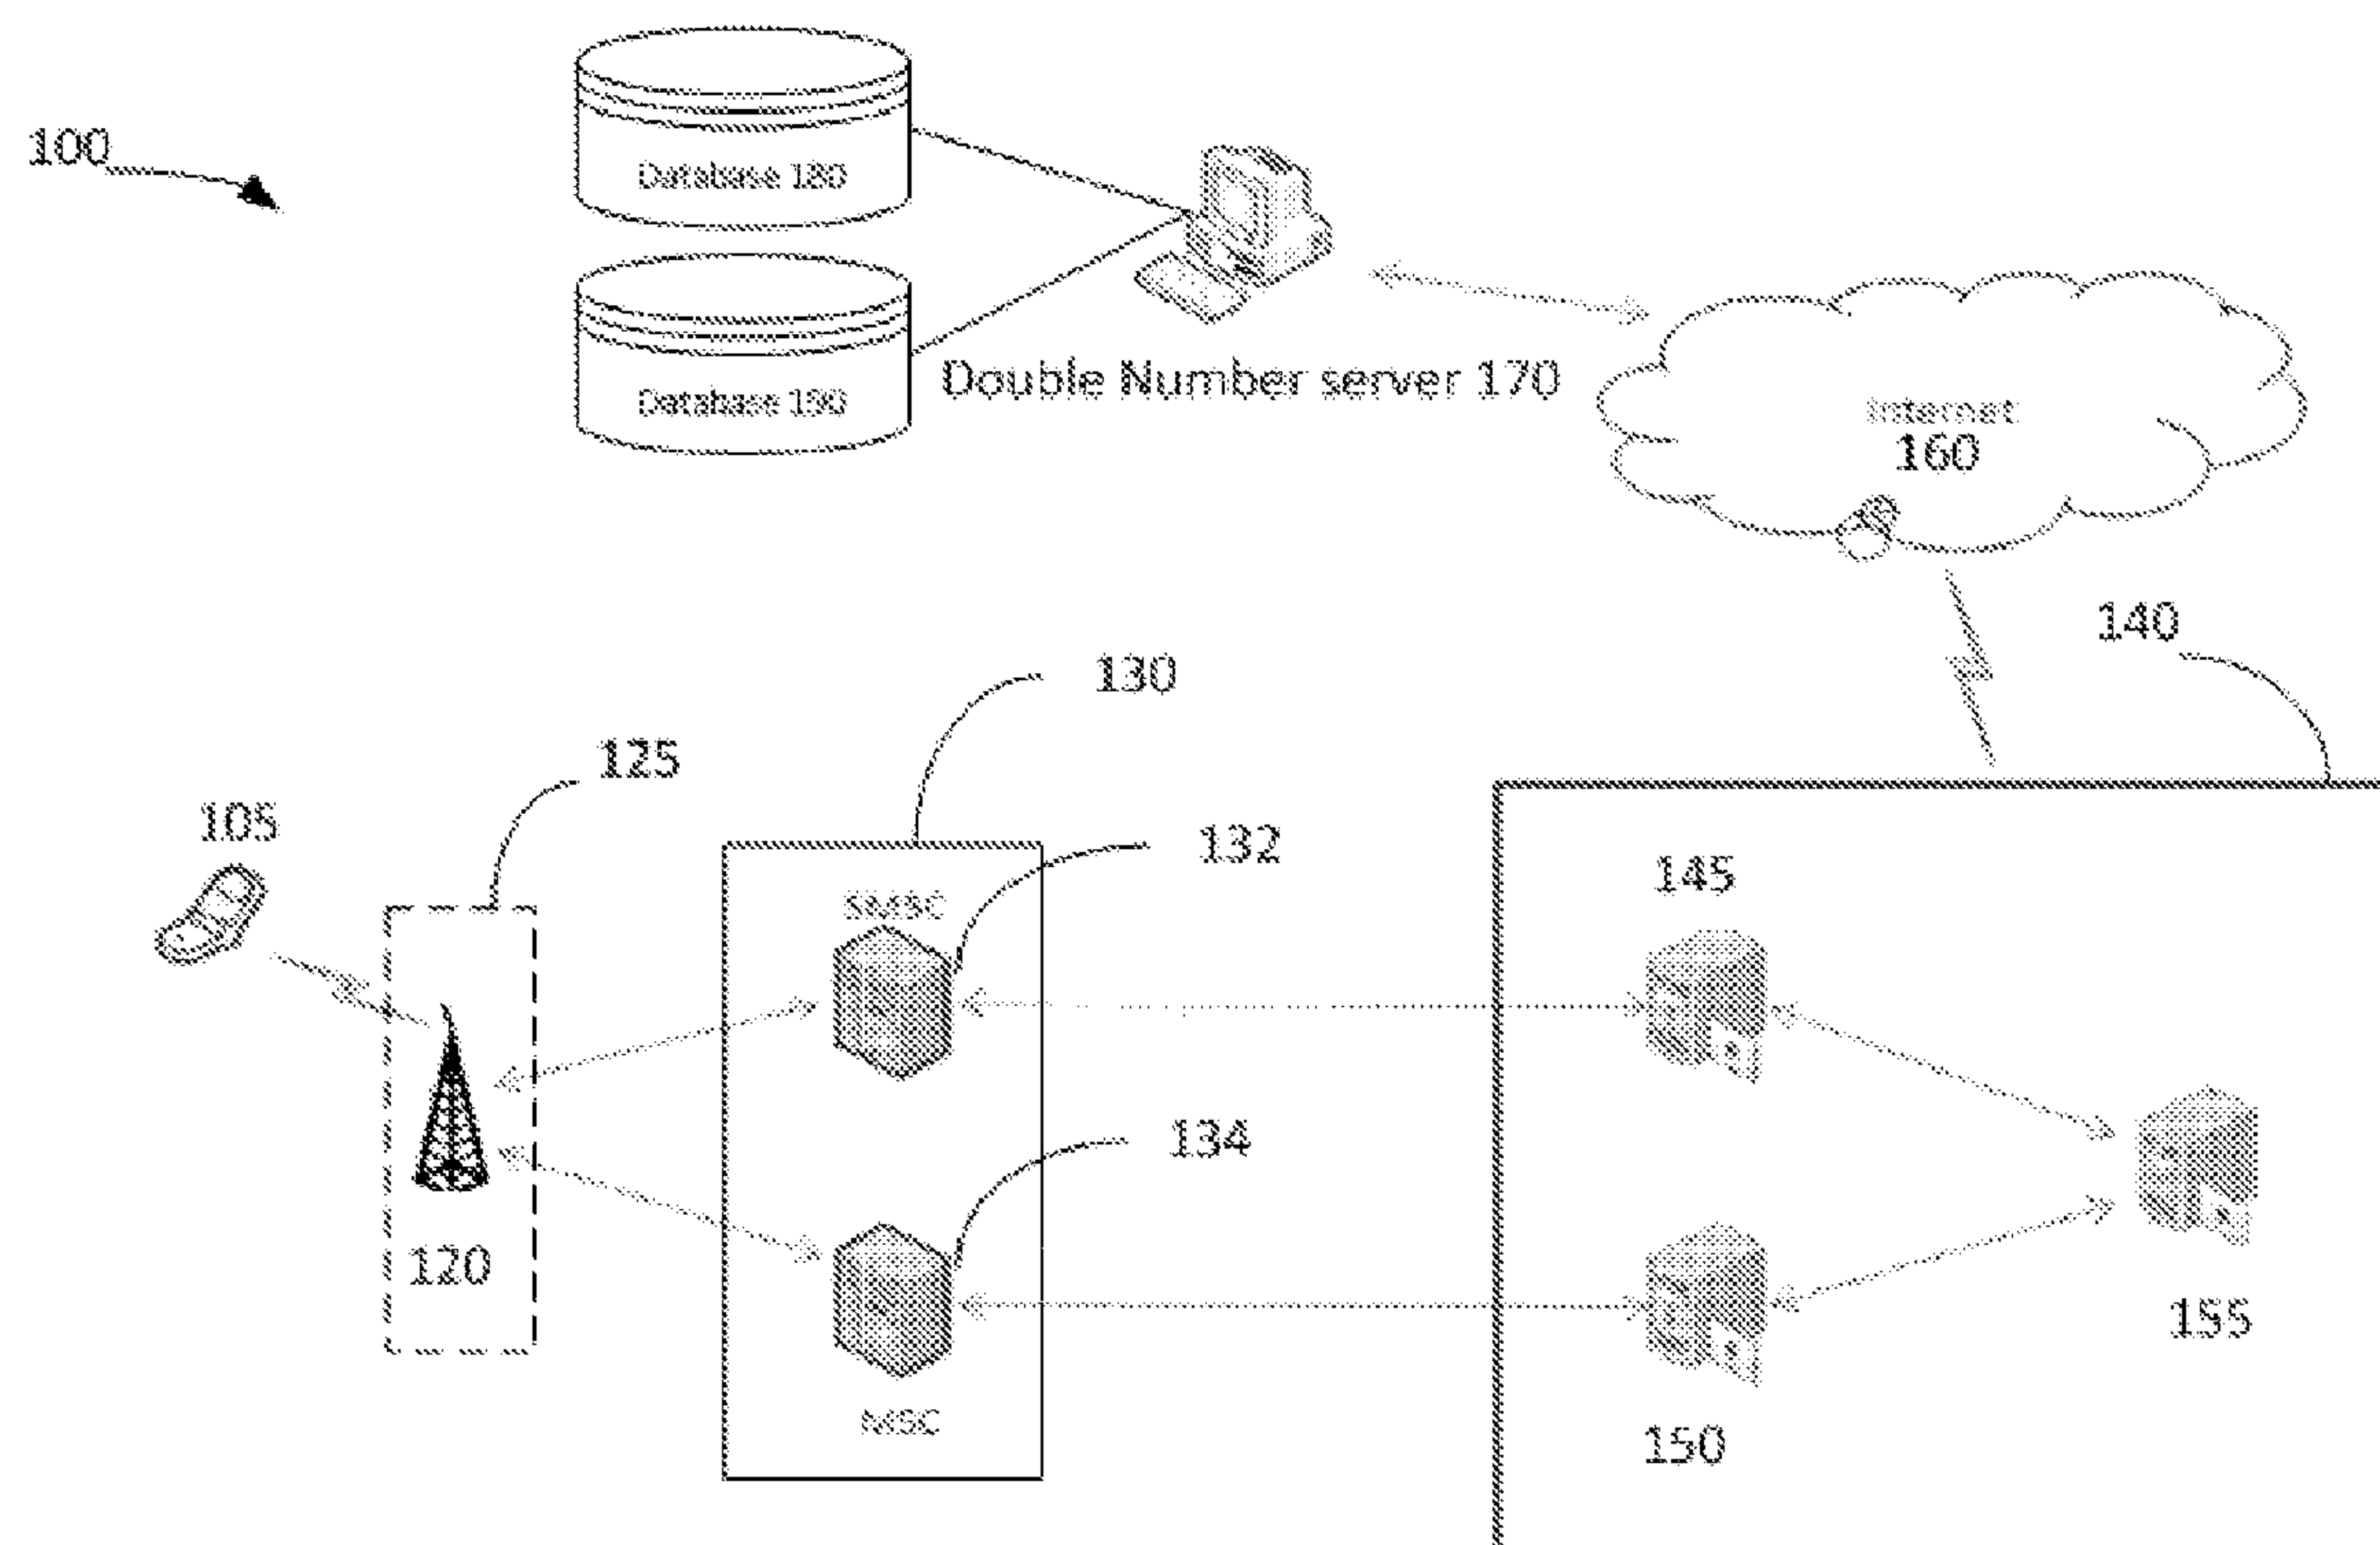 100
Database 180
Database 190
Double Number server 170
Internet
160
140
130
125
105
132
SMSC
145
134
120
155
MSC
150